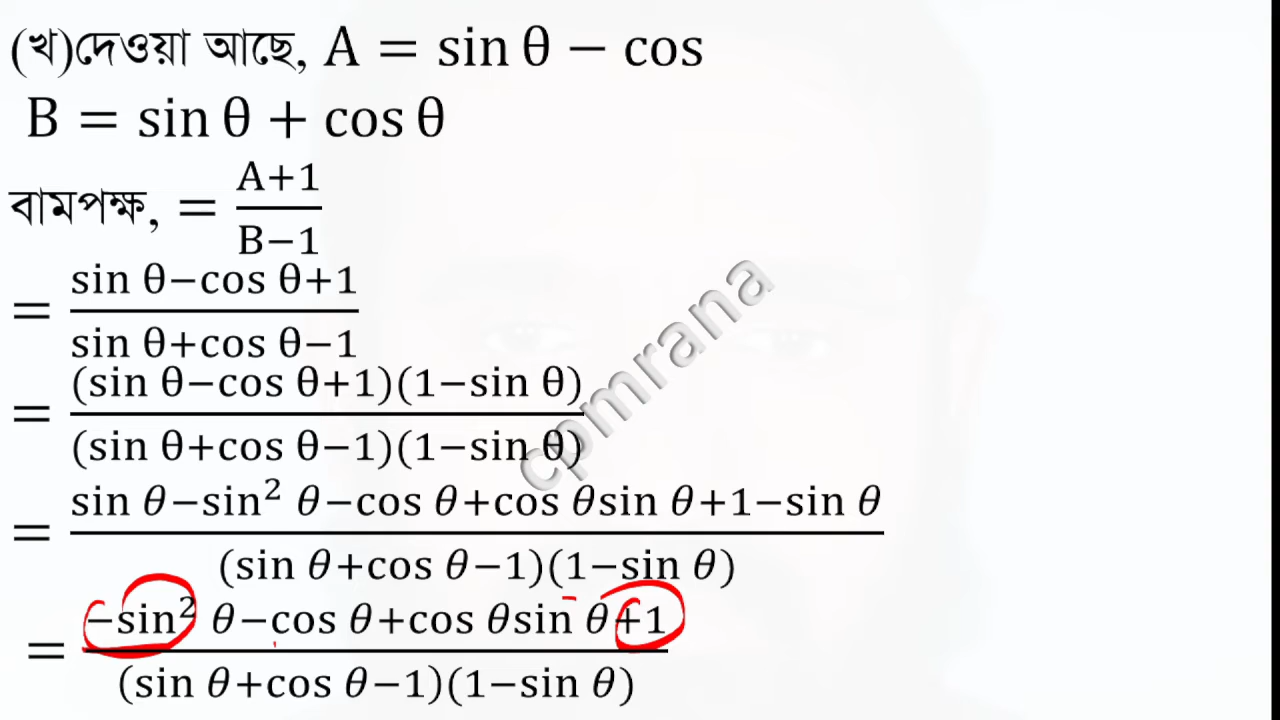 (খ)দেওয়া আছে, A = sin θ − cos
B = sin θ + cos θ
বামপক্ষ, = (A+1)/(B−1)
= (sin θ−cos θ+1)/(sin θ+cos θ−1)
= ((sin θ−cos θ+1)(1−sin θ))/((sin θ+cos θ−1)(1−sin θ))
= (sin θ−sin² θ−cos θ+cos θsin θ+1−sin θ)/((sin θ+cos θ−1)(1−sin θ))
= (−sin² θ−cos θ+cos θsin θ+1)/((sin θ+cos θ−1)(1−sin θ))
cpmrana